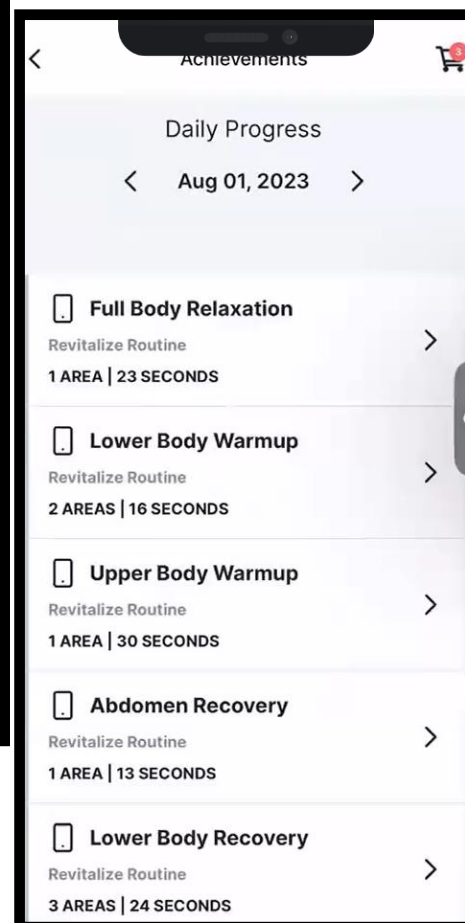 Achievements
3
Daily Progress
Aug 01, 2023
Full Body Relaxation
Revitalize Routine
1 AREA | 23 SECONDS
Lower Body Warmup
Revitalize Routine
2 AREAS | 16 SECONDS
Upper Body Warmup
Revitalize Routine
1 AREA | 30 SECONDS
Abdomen Recovery
Revitalize Routine
1 AREA | 13 SECONDS
Lower Body Recovery
Revitalize Routine
3 AREAS | 24 SECONDS